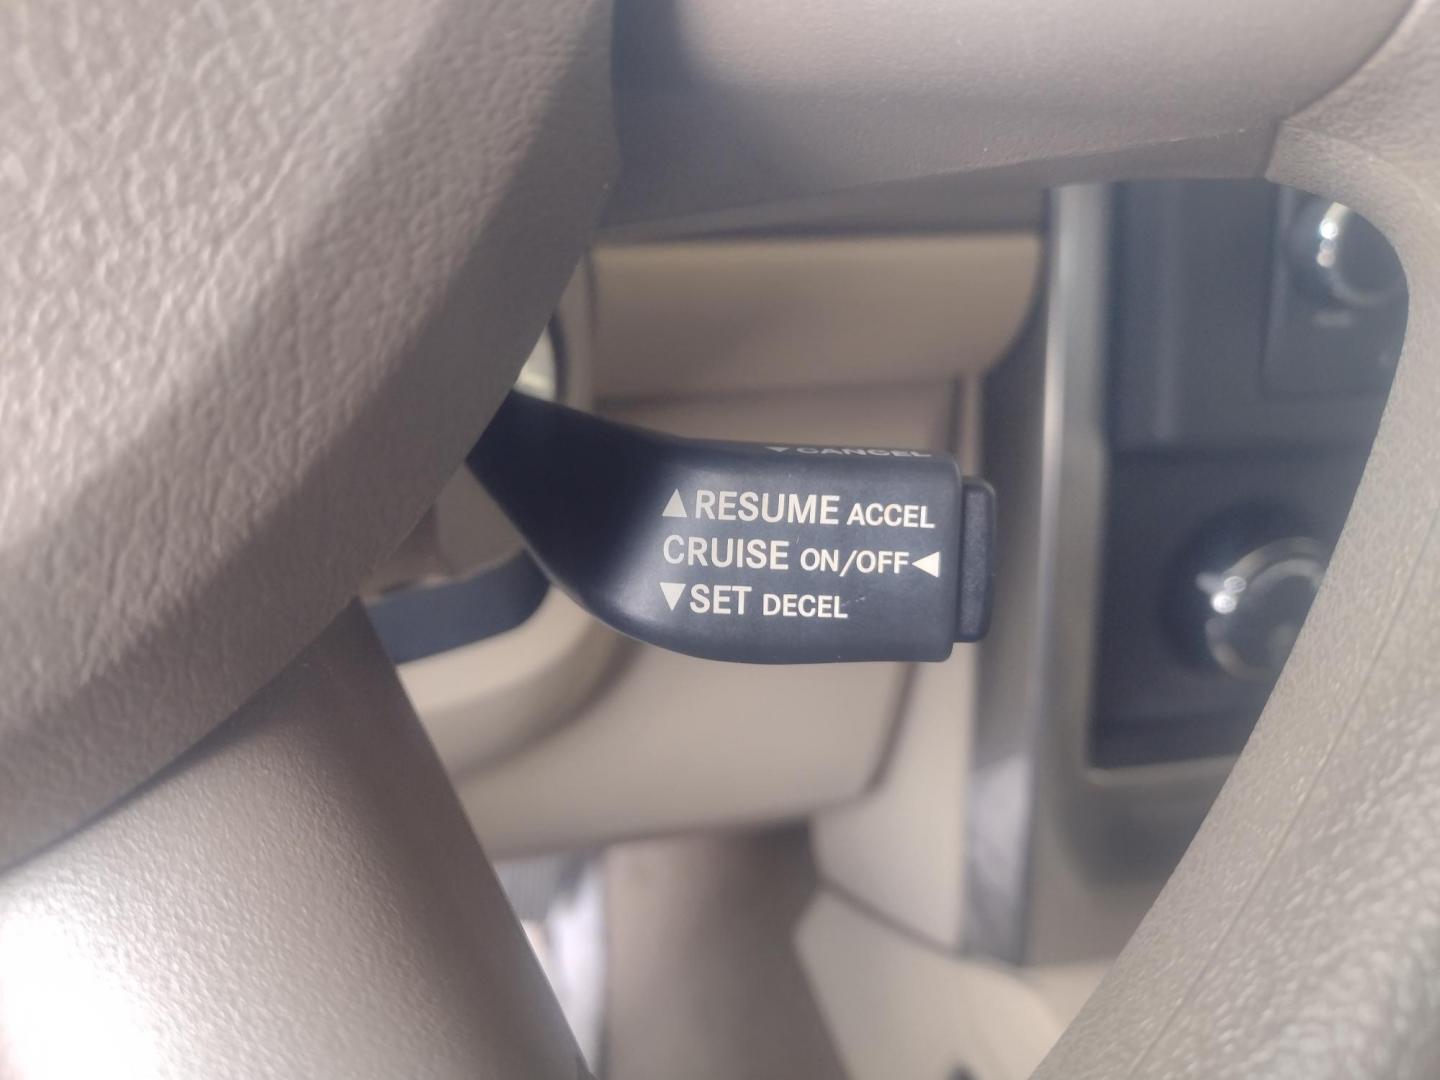 ▼CANCEL
▲RESUME ACCEL
CRUISE ON/OFF◄
▼SET DECEL